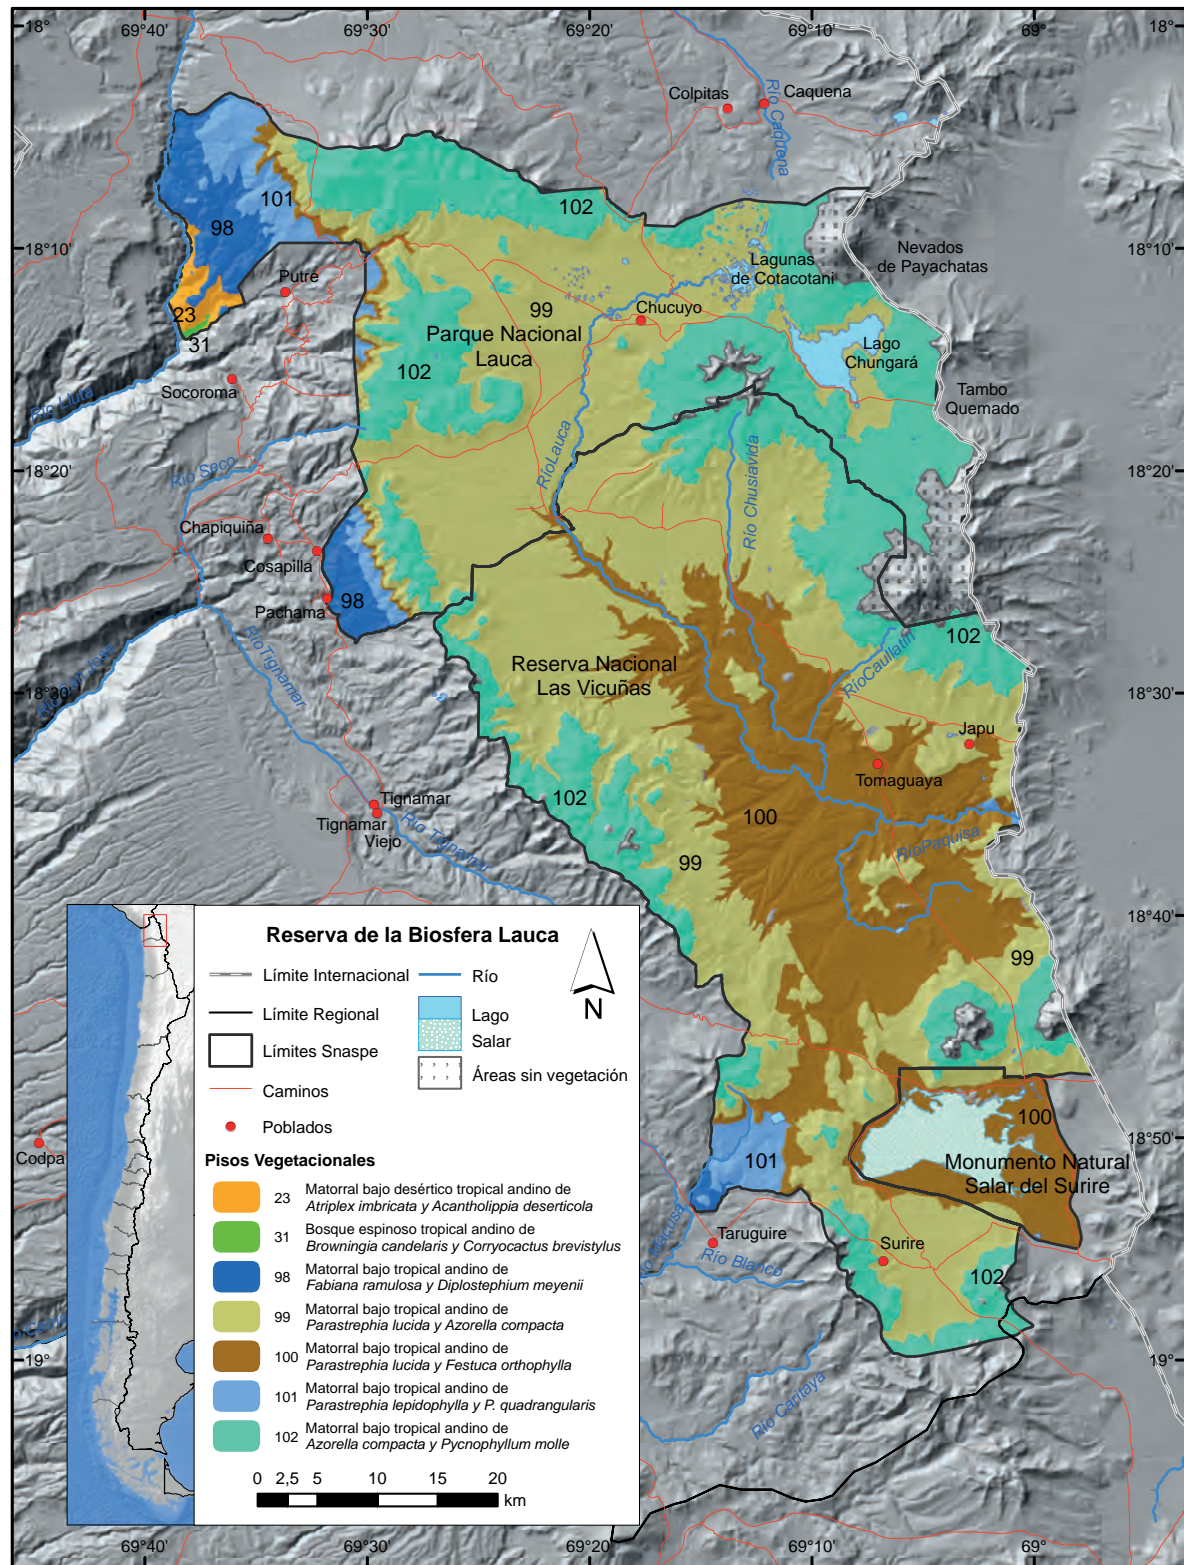 69°40'
69°30'
69°20'
69°10'
69°
18°
18°
Colpitas
Caquena
Río Caquena
101
102
98
18°10'
18°10'
Nevados
de Payachatas
Lagunas
de Cotacotani
Putre
99
Chucuyo
23
Parque Nacional
Lauca
31
Lago
Chungará
102
Socoroma
Río Lluta
Tambo
Quemado
RíoLauca
Río Chusiavida
18°20'
18°20'
Río Seco
Chapiquiña
Cosapilla
Pachama
98
102
RíoTignamar
Reserva Nacional
Las Vicuñas
RíoCaullatiri
18°30'
18°30'
Japu
Tomaguaya
102
Tignamar
Tignamar
Viejo
Río Tignamar
100
RíoPaquisa
99
18°40'
99
Reserva de la Biosfera Lauca
Límite Internacional
Límite Regional
Límites Snaspe
Caminos
Poblados
Río
Lago
Salar
Áreas sin vegetación
N
Codpa
100
18°50'
101
Monumento Natural
Salar del Surire
Pisos Vegetacionales
23 Matorral bajo desértico tropical andino de
Atriplex imbricata y Acantholippia deserticola
31 Bosque espinoso tropical andino de
Browningia candelaris y Corryocactus brevistylus
98 Matorral bajo tropical andino de
Fabiana ramulosa y Diplostephium meyenii
99 Matorral bajo tropical andino de
Parastrephia lucida y Azorella compacta
100 Matorral bajo tropical andino de
Parastrephia lucida y Festuca orthophylla
101 Matorral bajo tropical andino de
Parastrephia lepidophylla y P. quadrangularis
102 Matorral bajo tropical andino de
Azorella compacta y Pycnophyllum molle
0 2,5 5 10 15 20
km
Taruguire
Río Blanco
Surire
102
19°
19°
Río Caritaya
69°40'
69°30'
69°20'
69°10'
69°